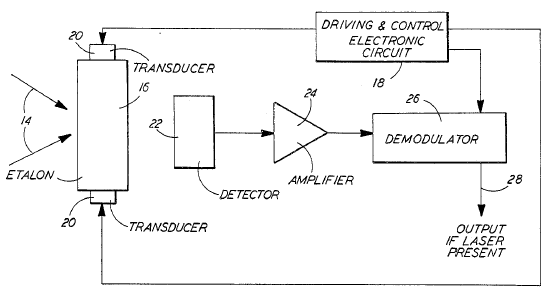 DRIVING & CONTROL
ELECTRONIC
CIRCUIT
18
20
TRANSDUCER
16
14
22
24
26
DEMODULATOR
ETALON
DETECTOR
AMPLIFIER
28
20
TRANSDUCER
OUTPUT
IF LASER
PRESENT